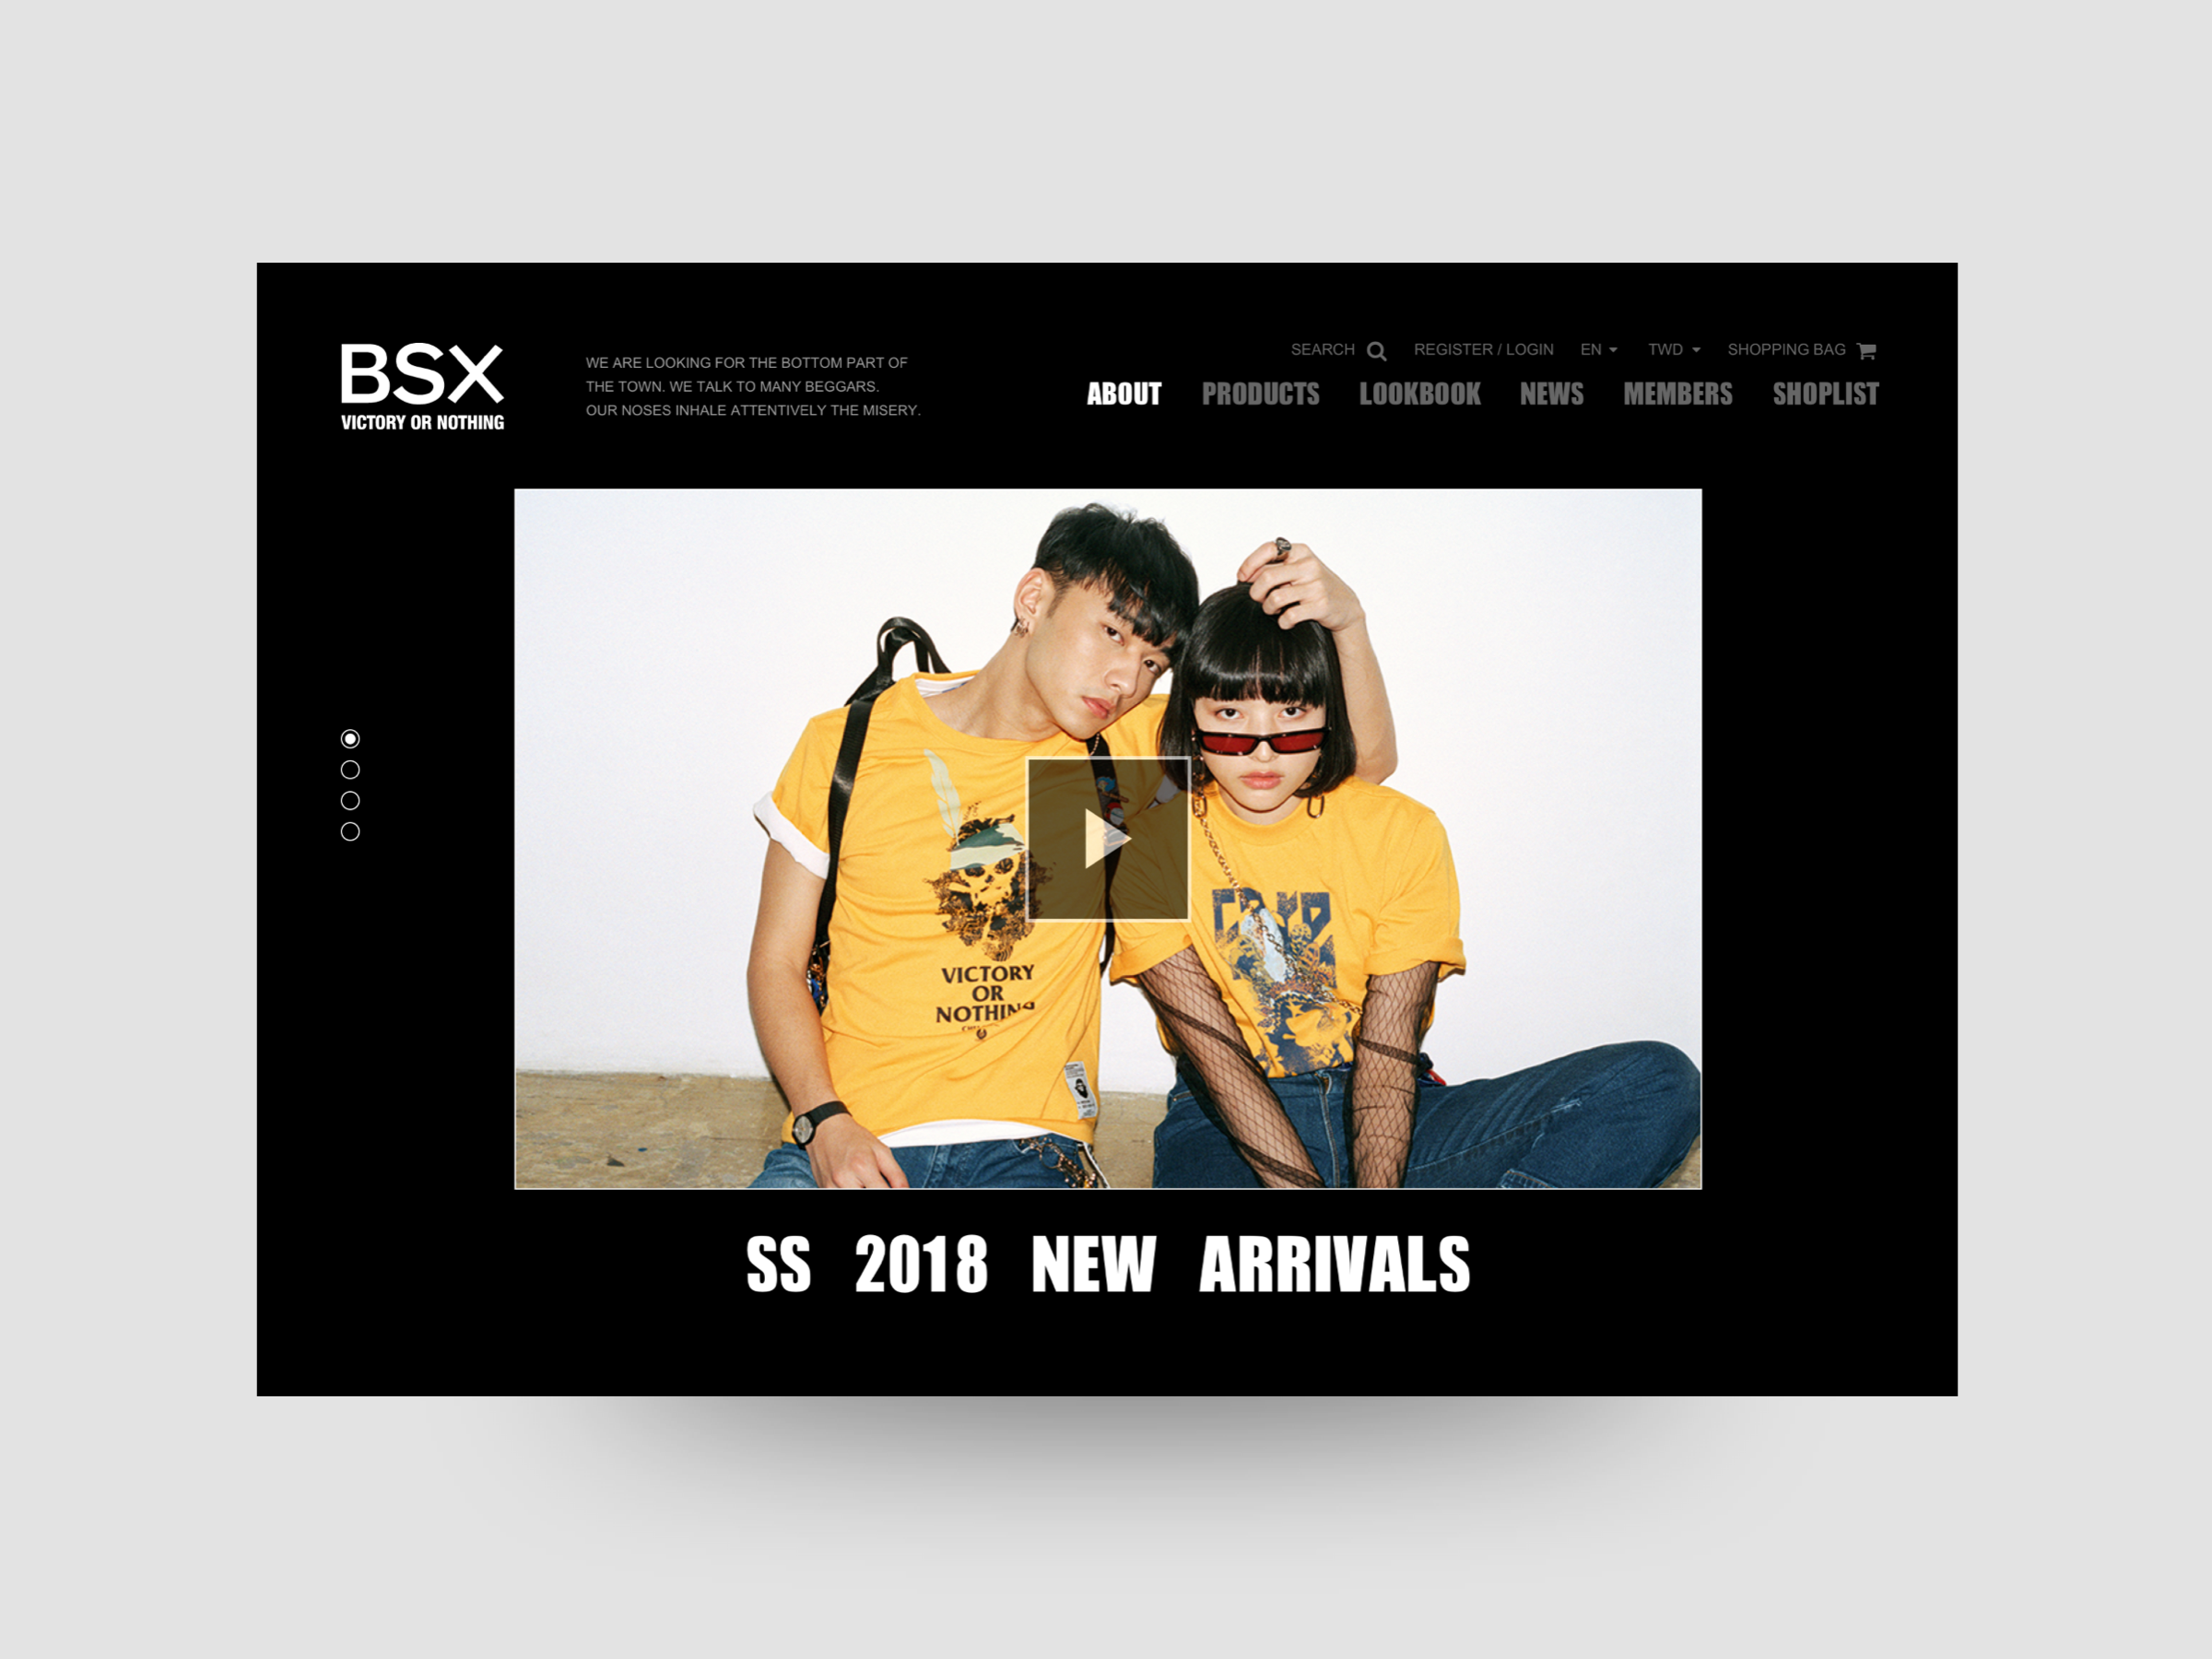 BSX
VICTORY OR NOTHING
WE ARE LOOKING FOR THE BOTTOM PART OF
THE TOWN. WE TALK TO MANY BEGGARS.
OUR NOSES INHALE ATTENTIVELY THE MISERY.
SEARCH REGISTER / LOGIN EN TWD SHOPPING BAG
ABOUT PRODUCTS LOOKBOOK NEWS MEMBERS SHOPLIST
VICTORY
OR
NOTHING
SS 2018 NEW ARRIVALS